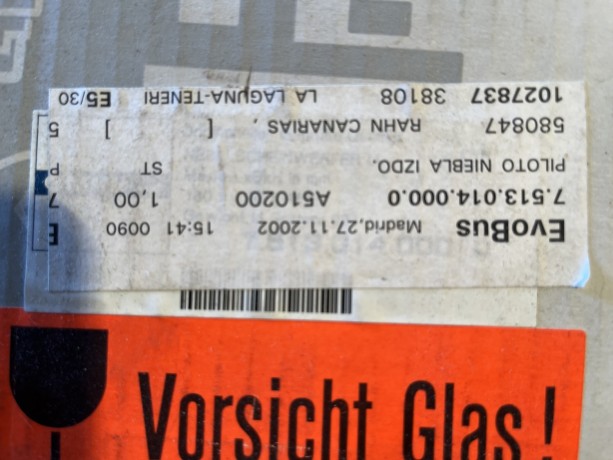 EvoBus Madrid,27.11.2002 15:41 0090
7.513.014.000.0 A510200 1,00
PILOTO NIEBLA IZDO. ST
580847 RAHN CANARIAS, [ ]
1027837 38108 LA LAGUNA-TENERI E5/30
E
7
P
5
Vorsicht Glas!